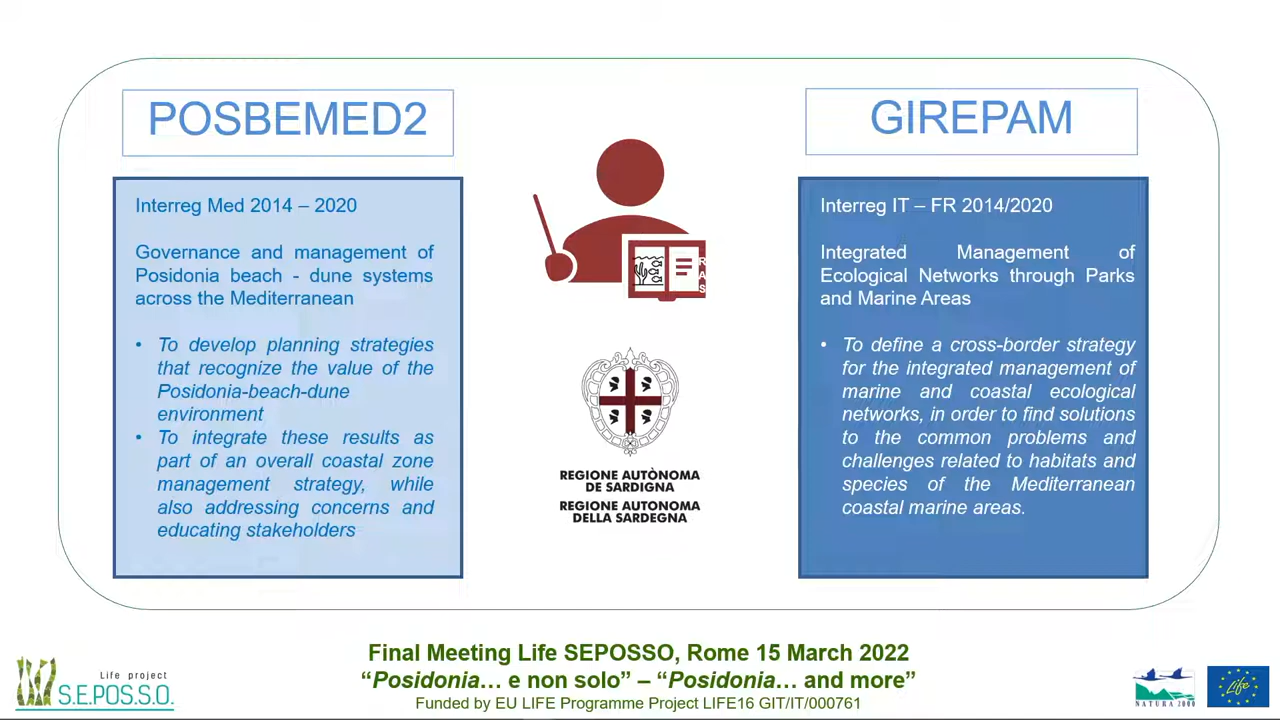 POSBEMED2
Interreg Med 2014 – 2020
Governance and management of
Posidonia beach - dune systems
across the Mediterranean
• To develop planning strategies
that recognize the value of the
Posidonia-beach-dune
environment
• To integrate these results as
part of an overall coastal zone
management strategy, while
also addressing concerns and
educating stakeholders
R
A
S
REGIONE AUTÒNOMA
DE SARDIGNA
REGIONE AUTONOMA
DELLA SARDEGNA
GIREPAM
Interreg IT – FR 2014/2020
Integrated Management of
Ecological Networks through Parks
and Marine Areas
• To define a cross-border strategy
for the integrated management of
marine and coastal ecological
networks, in order to find solutions
to the common problems and
challenges related to habitats and
species of the Mediterranean
coastal marine areas.
Final Meeting Life SEPOSSO, Rome 15 March 2022
“Posidonia… e non solo” – “Posidonia… and more”
Funded by EU LIFE Programme Project LIFE16 GIT/IT/000761
Life project
S.E.POS.S.O.
NATURA 2000
Life